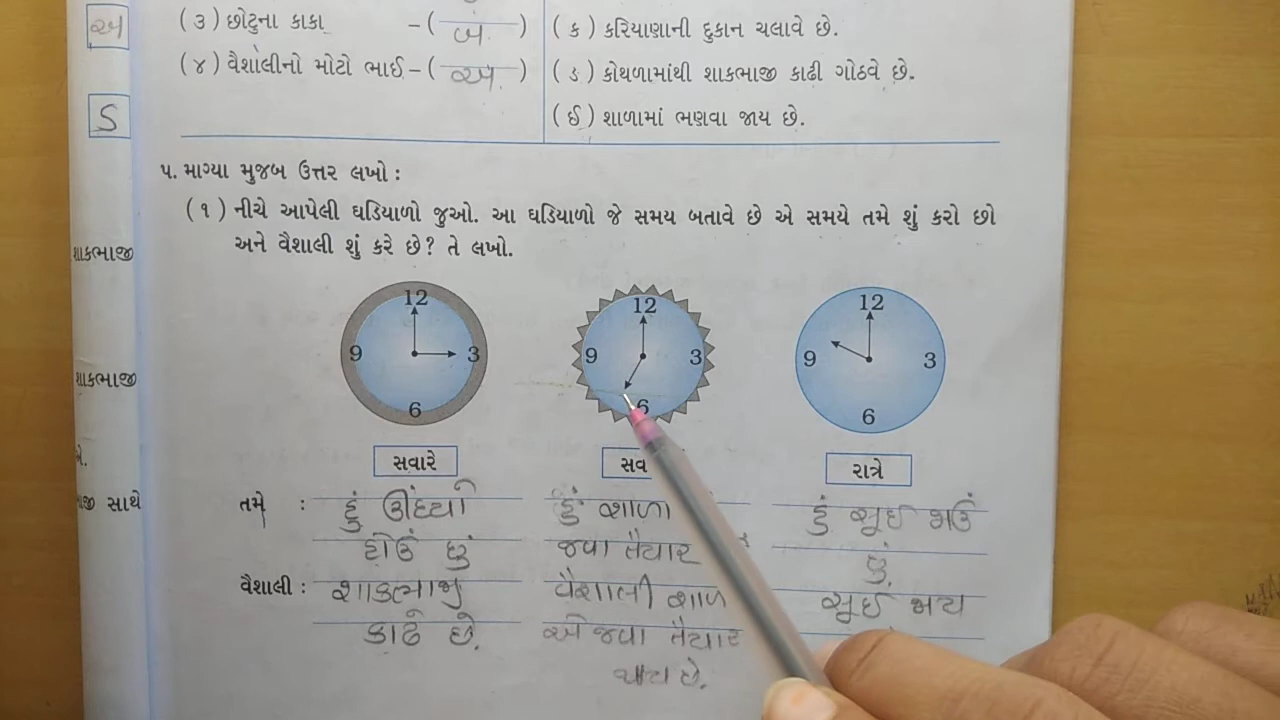 અ
(૩) છોટુના કાકા - ( બ. ) (ક) કરિયાણાની દુકાન ચલાવે છે.
(૪) વૈશાલીનો મોટો ભાઈ - ( અ. ) (ડ) કોથળામાંથી શાકભાજી કાઢી ગોઠવે છે.
ડ
(ઈ) શાળામાં ભણવા જાય છે.
૫. માગ્યા મુજબ ઉત્તર લખો :
(૧) નીચે આપેલી ઘડિયાળો જુઓ. આ ઘડિયાળો જે સમય બતાવે છે એ સમયે તમે શું કરો છો
અને વૈશાલી શું કરે છે? તે લખો.
શાકભાજી
12 12 12
9 3 9 3 9 3
શાકભાજી
6 6 6
સવારે સવ રાત્રે
સાથે
તમે : હું ઊંઘ્યો હું શાળા હું સૂઈ જાઉં
હોઉં છું જવા તૈયાર છું.
વૈશાલી : શાકભાજી વૈશાલી શાળ સૂઈ જાય
કાઢે છે. એ જવા તૈયાર
થાય છે.